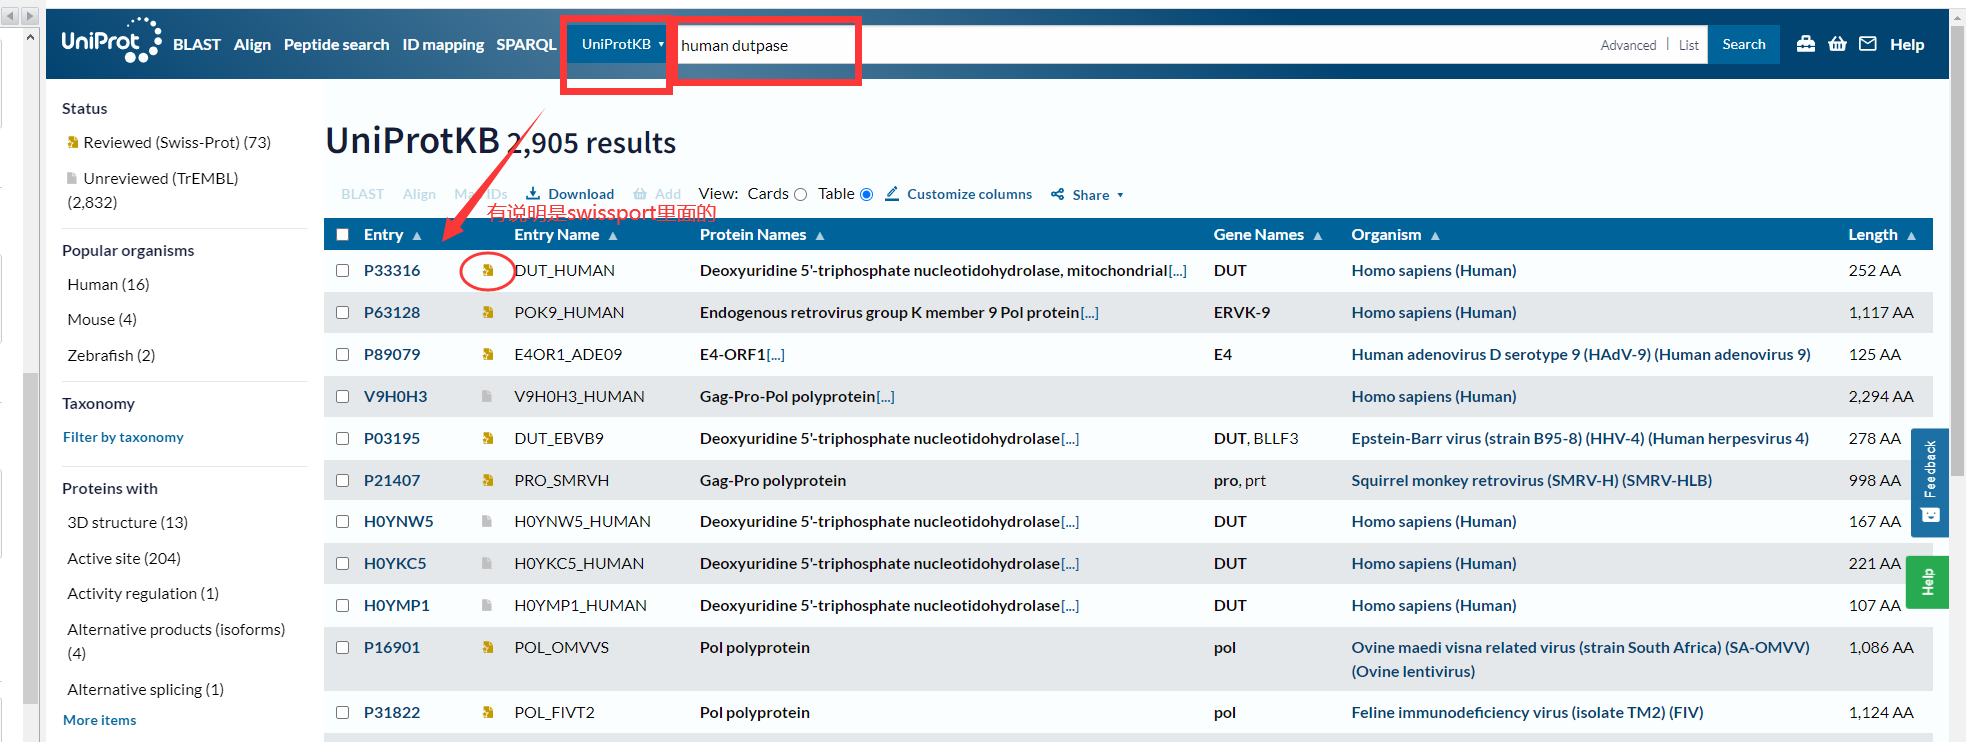 UniProt BLAST Align Peptide search ID mapping SPARQL UniProtKB human dutpase Advanced | List Search Help
Status
Reviewed (Swiss-Prot) (73)
Unreviewed (TrEMBL)
(2,832)
Popular organisms
Human (16)
Mouse (4)
Zebrafish (2)
Taxonomy
Filter by taxonomy
Proteins with
3D structure (13)
Active site (204)
Activity regulation (1)
Alternative products (isoforms)
(4)
Alternative splicing (1)
More items
UniProtKB 2,905 results
BLAST Align Map IDs Download Add View: Cards Table Customize columns Share
有说明是swissport里面的
Entry Entry Name Protein Names Gene Names Organism Length
P33316 DUT_HUMAN Deoxyuridine 5'-triphosphate nucleotidohydrolase, mitochondrial[...] DUT Homo sapiens (Human) 252 AA
P63128 POK9_HUMAN Endogenous retrovirus group K member 9 Pol protein[...] ERVK-9 Homo sapiens (Human) 1,117 AA
P89079 E4OR1_ADE09 E4-ORF1[...] E4 Human adenovirus D serotype 9 (HAdV-9) (Human adenovirus 9) 125 AA
V9H0H3 V9H0H3_HUMAN Gag-Pro-Pol polyprotein[...] Homo sapiens (Human) 2,294 AA
P03195 DUT_EBVB9 Deoxyuridine 5'-triphosphate nucleotidohydrolase[...] DUT, BLLF3 Epstein-Barr virus (strain B95-8) (HHV-4) (Human herpesvirus 4) 278 AA
P21407 PRO_SMRVH Gag-Pro polyprotein pro, prt Squirrel monkey retrovirus (SMRV-H) (SMRV-HLB) 998 AA
H0YNW5 H0YNW5_HUMAN Deoxyuridine 5'-triphosphate nucleotidohydrolase[...] DUT Homo sapiens (Human) 167 AA
H0YKC5 H0YKC5_HUMAN Deoxyuridine 5'-triphosphate nucleotidohydrolase[...] DUT Homo sapiens (Human) 221 AA
H0YMP1 H0YMP1_HUMAN Deoxyuridine 5'-triphosphate nucleotidohydrolase[...] DUT Homo sapiens (Human) 107 AA
P16901 POL_OMVVS Pol polyprotein pol Ovine maedi visna related virus (strain South Africa) (SA-OMVV) 1,086 AA
(Ovine lentivirus)
P31822 POL_FIVT2 Pol polyprotein pol Feline immunodeficiency virus (isolate TM2) (FIV) 1,124 AA
Feedback
Help